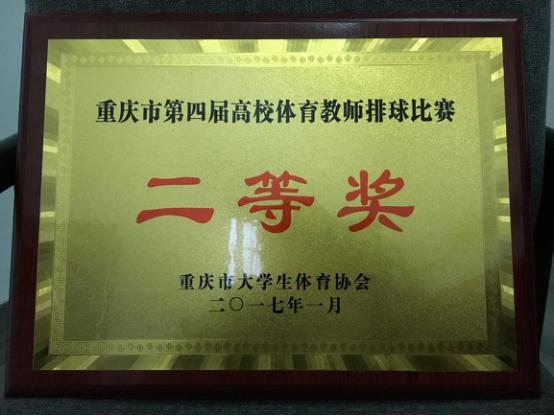 重庆市第四届高校体育教师排球比赛
二等奖
重庆市大学生体育协会
二〇一七年一月